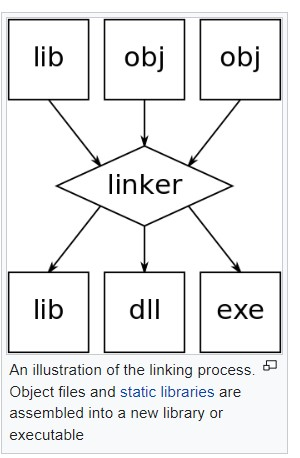 lib obj obj
linker
lib dll exe
An illustration of the linking process.
Object files and static libraries are
assembled into a new library or
executable